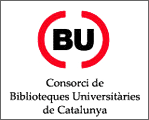 BU
Consorci de
Biblioteques Universitàries
de Catalunya